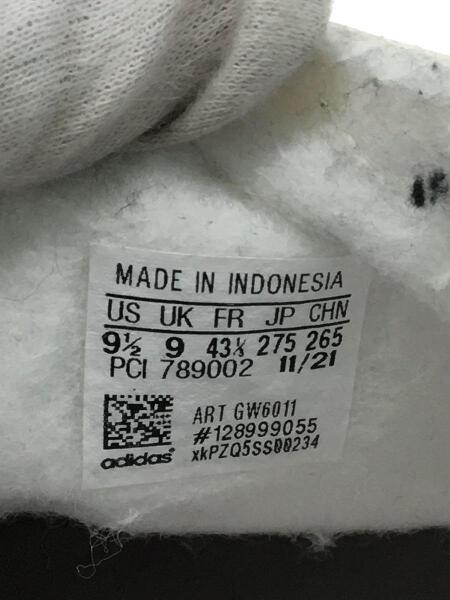 MADE IN INDONESIA
US UK FR JP CHN
9½ 9 43⅓ 275 265
PCI 789002 11/21
ART GW6011
#128999055
xkPZQ5SS00234
adidas